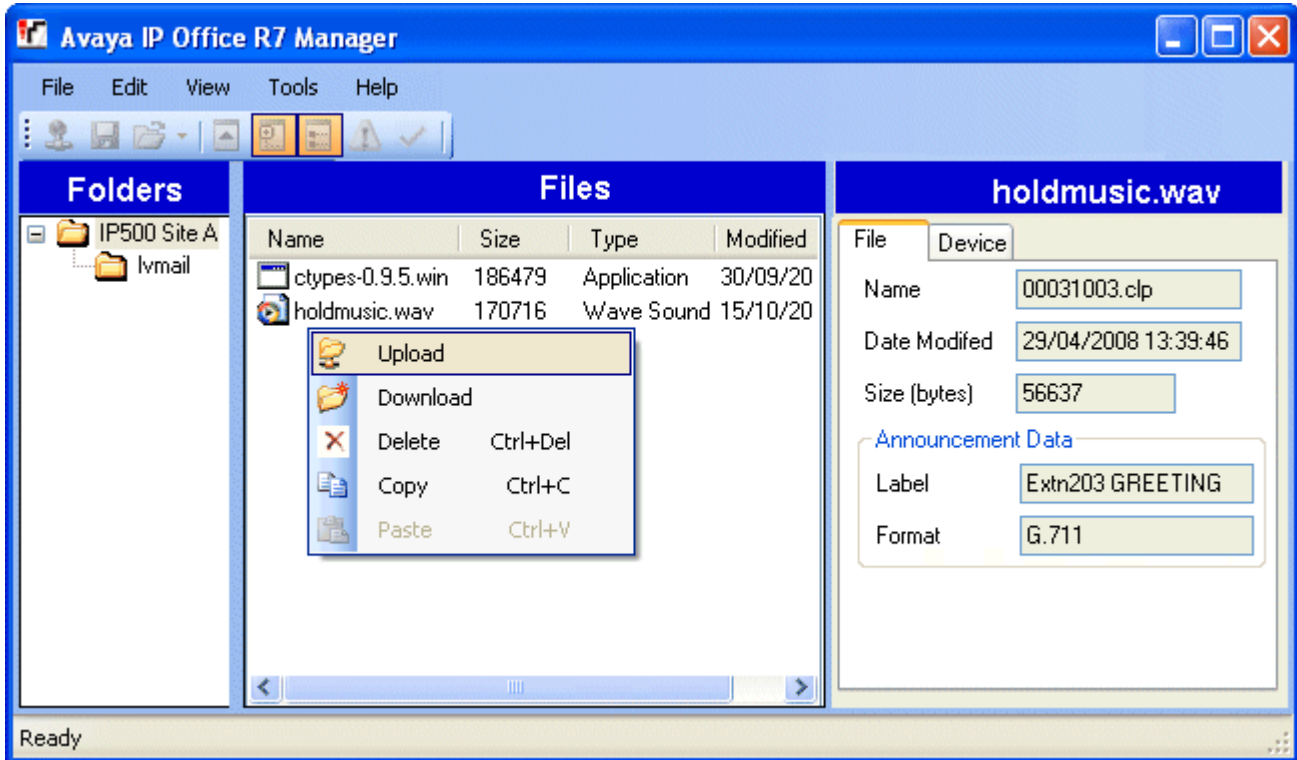 Avaya IP Office R7 Manager
File Edit View Tools Help
Folders
IP500 Site A
lvmail
Files
Name Size Type Modified
ctypes-0.9.5.win 186479 Application 30/09/20
holdmusic.wav 170716 Wave Sound 15/10/20
Upload
Download
Delete Ctrl+Del
Copy Ctrl+C
Paste Ctrl+V
holdmusic.wav
File Device
Name 00031003.clp
Date Modifed 29/04/2008 13:39:46
Size (bytes) 56637
Announcement Data
Label Extn203 GREETING
Format G.711
Ready